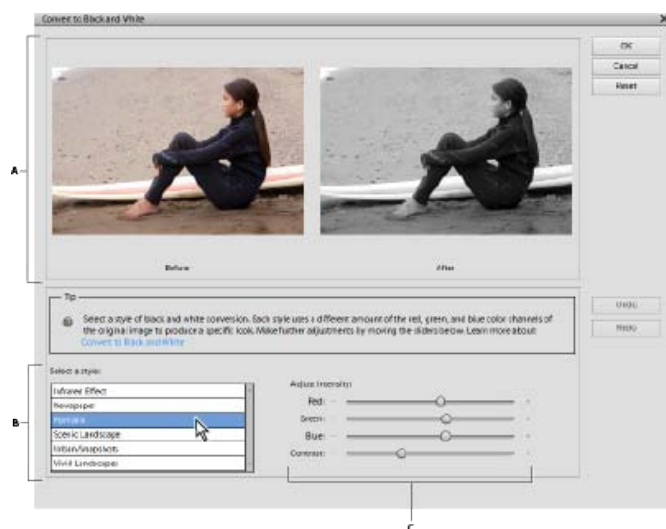 Convert to Black and White
OK
Cancel
Reset
A
Before
After
Tip
Select a style of black and white conversion. Each style uses a different amount of the red, green, and blue color channels of
the original image to produce a specific look. Make further adjustments by moving the sliders below. Learn more about:
Convert to Black and White
Undo
Redo
Select a style:
Adjust Intensity:
Infrared Effect
Newspaper
Portraits
Scenic Landscape
Urban/Snapshots
Vivid Landscapes
Red:
Green:
Blue:
Contrast:
B
C